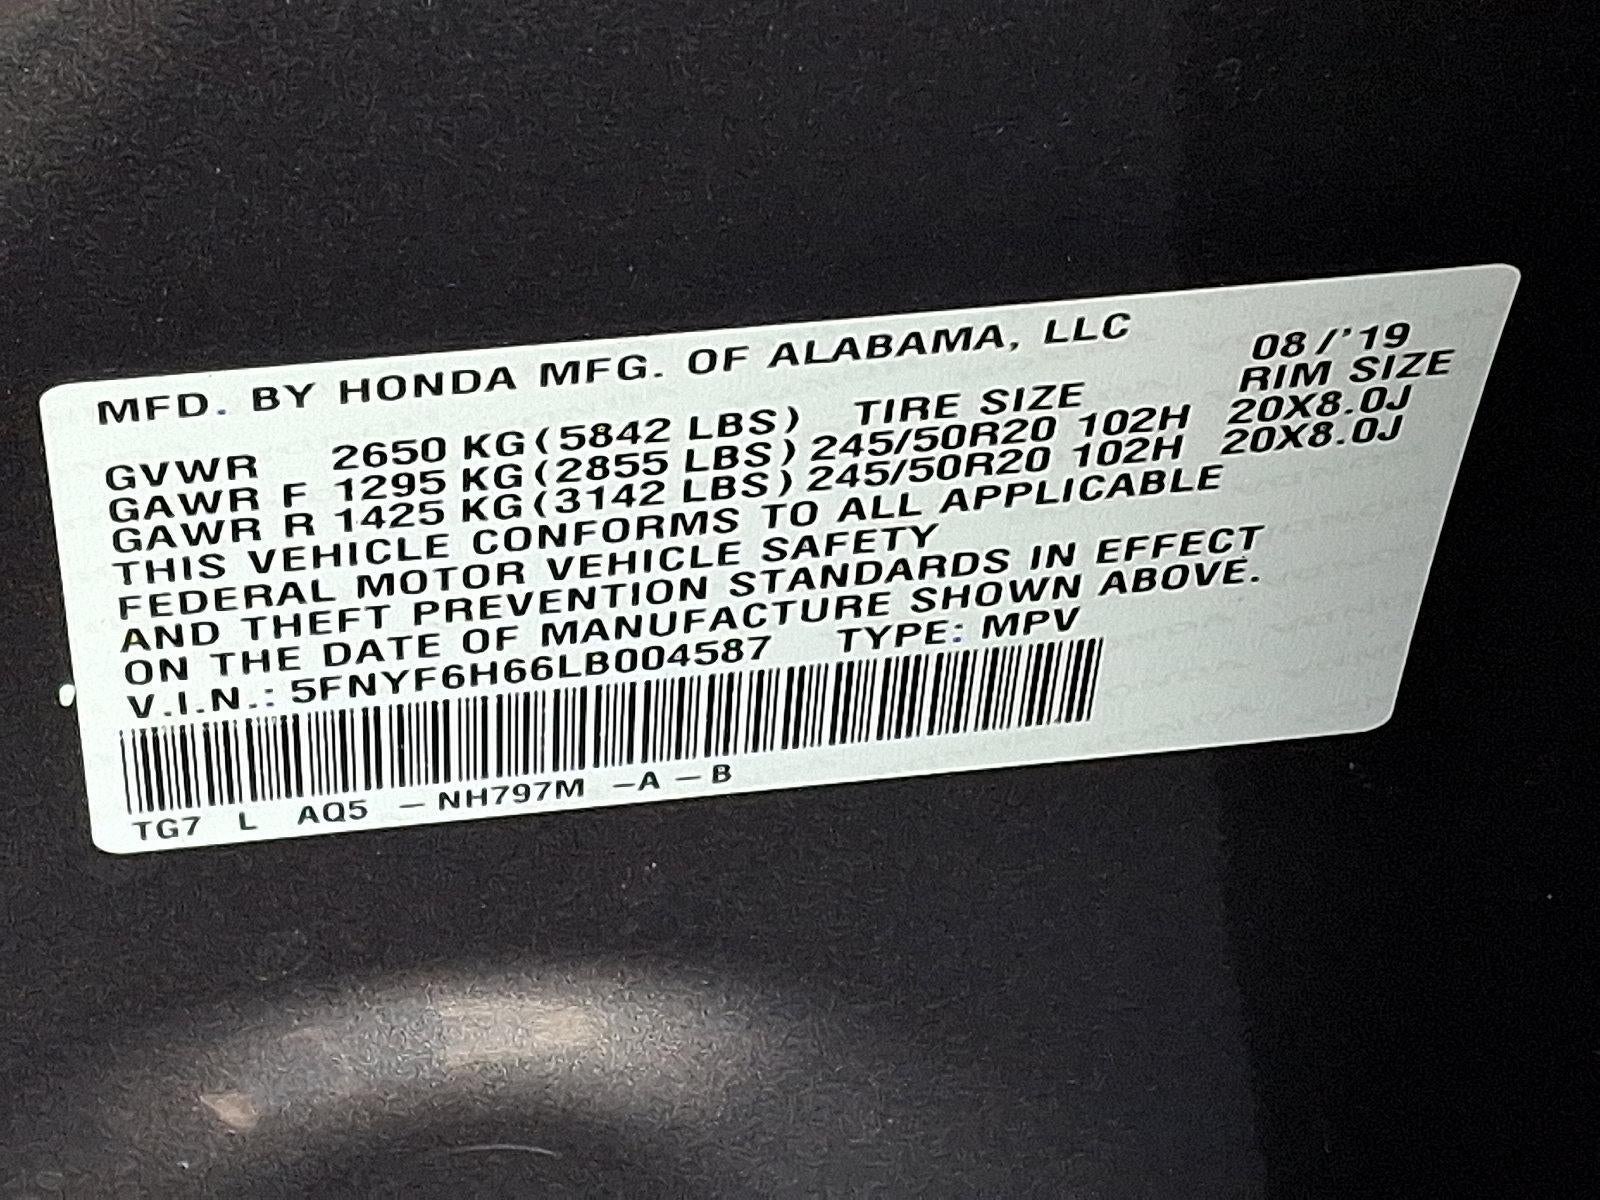 MFD. BY HONDA MFG. OF ALABAMA, LLC 08/'19
GVWR 2650 KG(5842 LBS) TIRE SIZE RIM SIZE
GAWR F 1295 KG(2855 LBS) 245/50R20 102H 20X8.0J
GAWR R 1425 KG(3142 LBS) 245/50R20 102H 20X8.0J
THIS VEHICLE CONFORMS TO ALL APPLICABLE
FEDERAL MOTOR VEHICLE SAFETY
AND THEFT PREVENTION STANDARDS IN EFFECT
ON THE DATE OF MANUFACTURE SHOWN ABOVE.
V.I.N.: 5FNYF6H66LB004587 TYPE: MPV
TG7 L AQ5 -NH797M -A-B